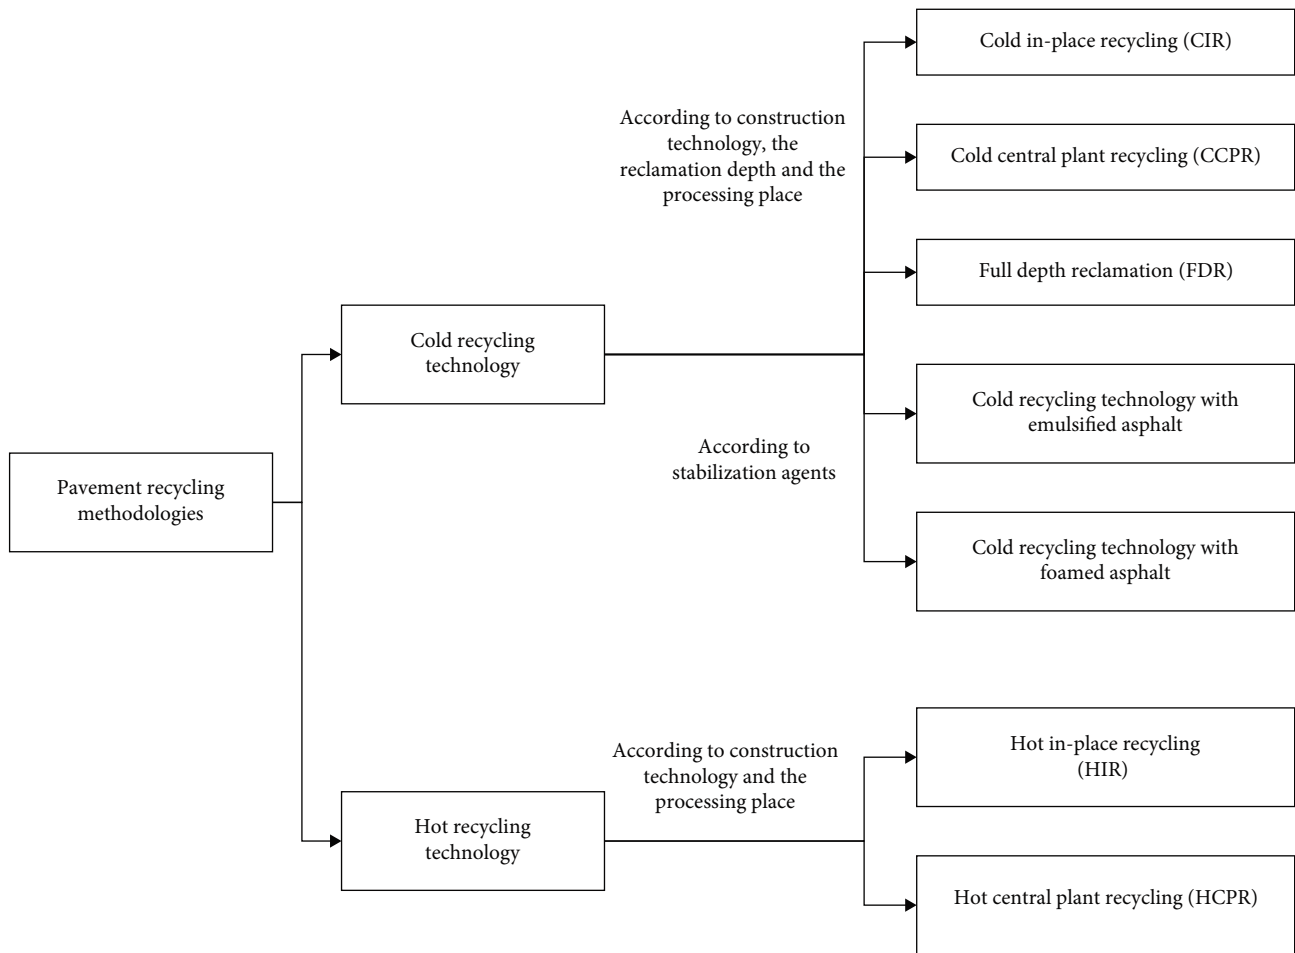 Cold in-place recycling (CIR)
According to construction
technology, the
reclamation depth and the
processing place
Cold central plant recycling (CCPR)
Full depth reclamation (FDR)
Cold recycling
technology
Cold recycling technology with
emulsified asphalt
According to
stabilization agents
Pavement recycling
methodologies
Cold recycling technology with
foamed asphalt
Hot in-place recycling
(HIR)
According to construction
technology and the
processing place
Hot recycling
technology
Hot central plant recycling (HCPR)